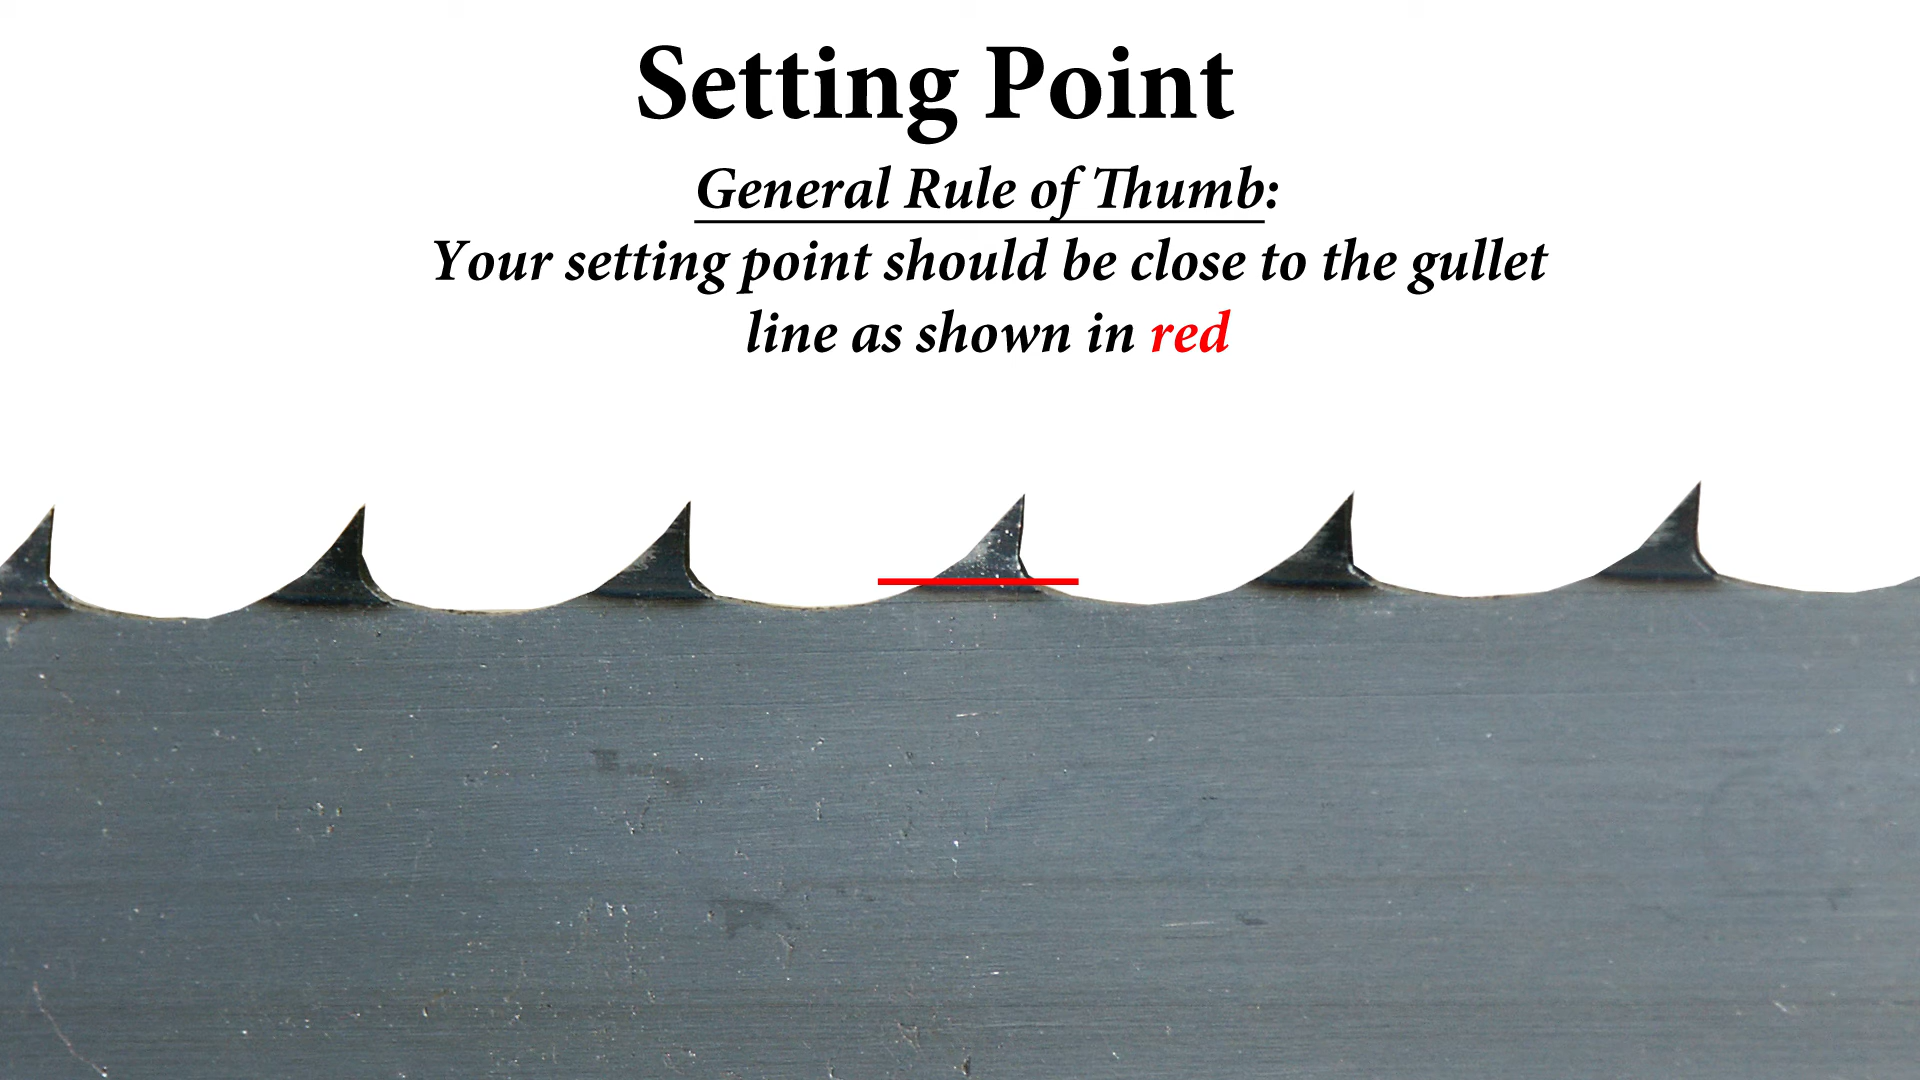 Setting Point
General Rule of Thumb:
Your setting point should be close to the gullet
line as shown in red